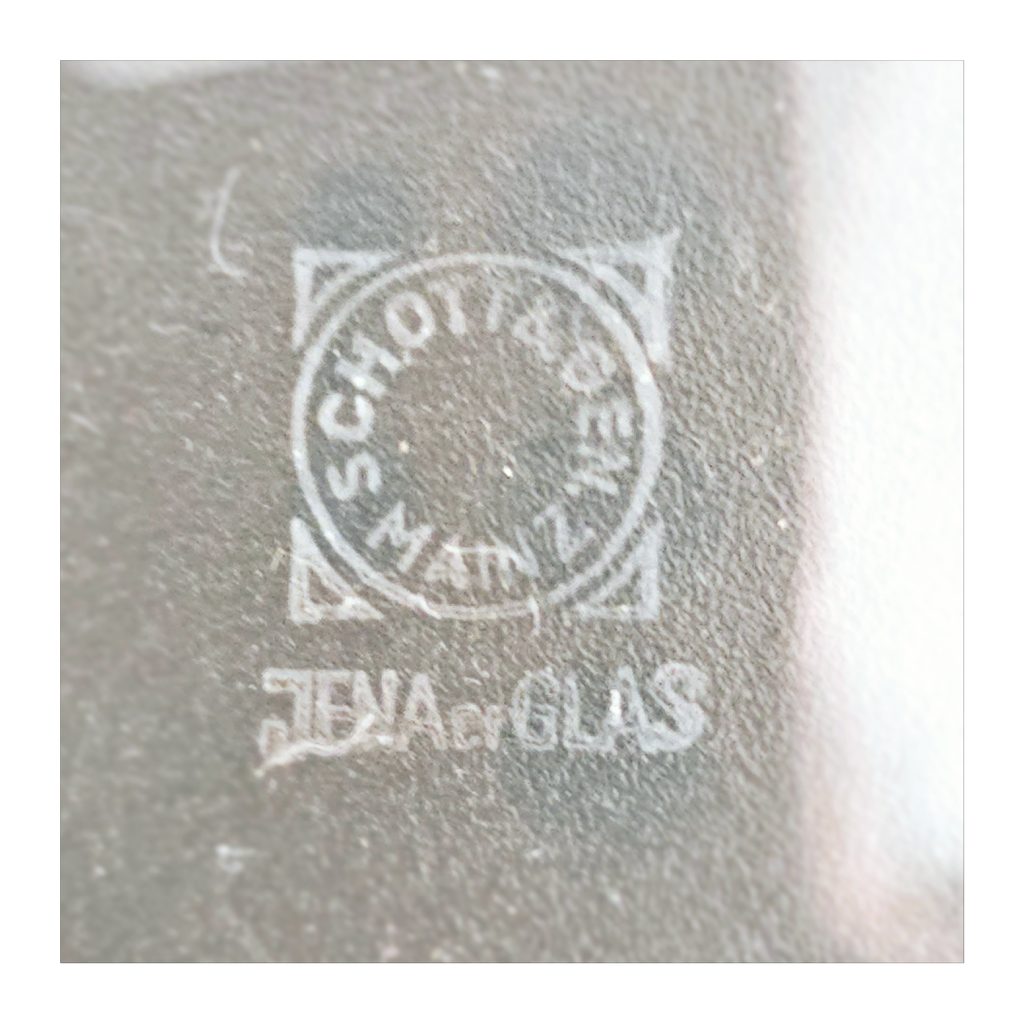 SCHOTT & GEN
MAINZ
JENAer GLAS